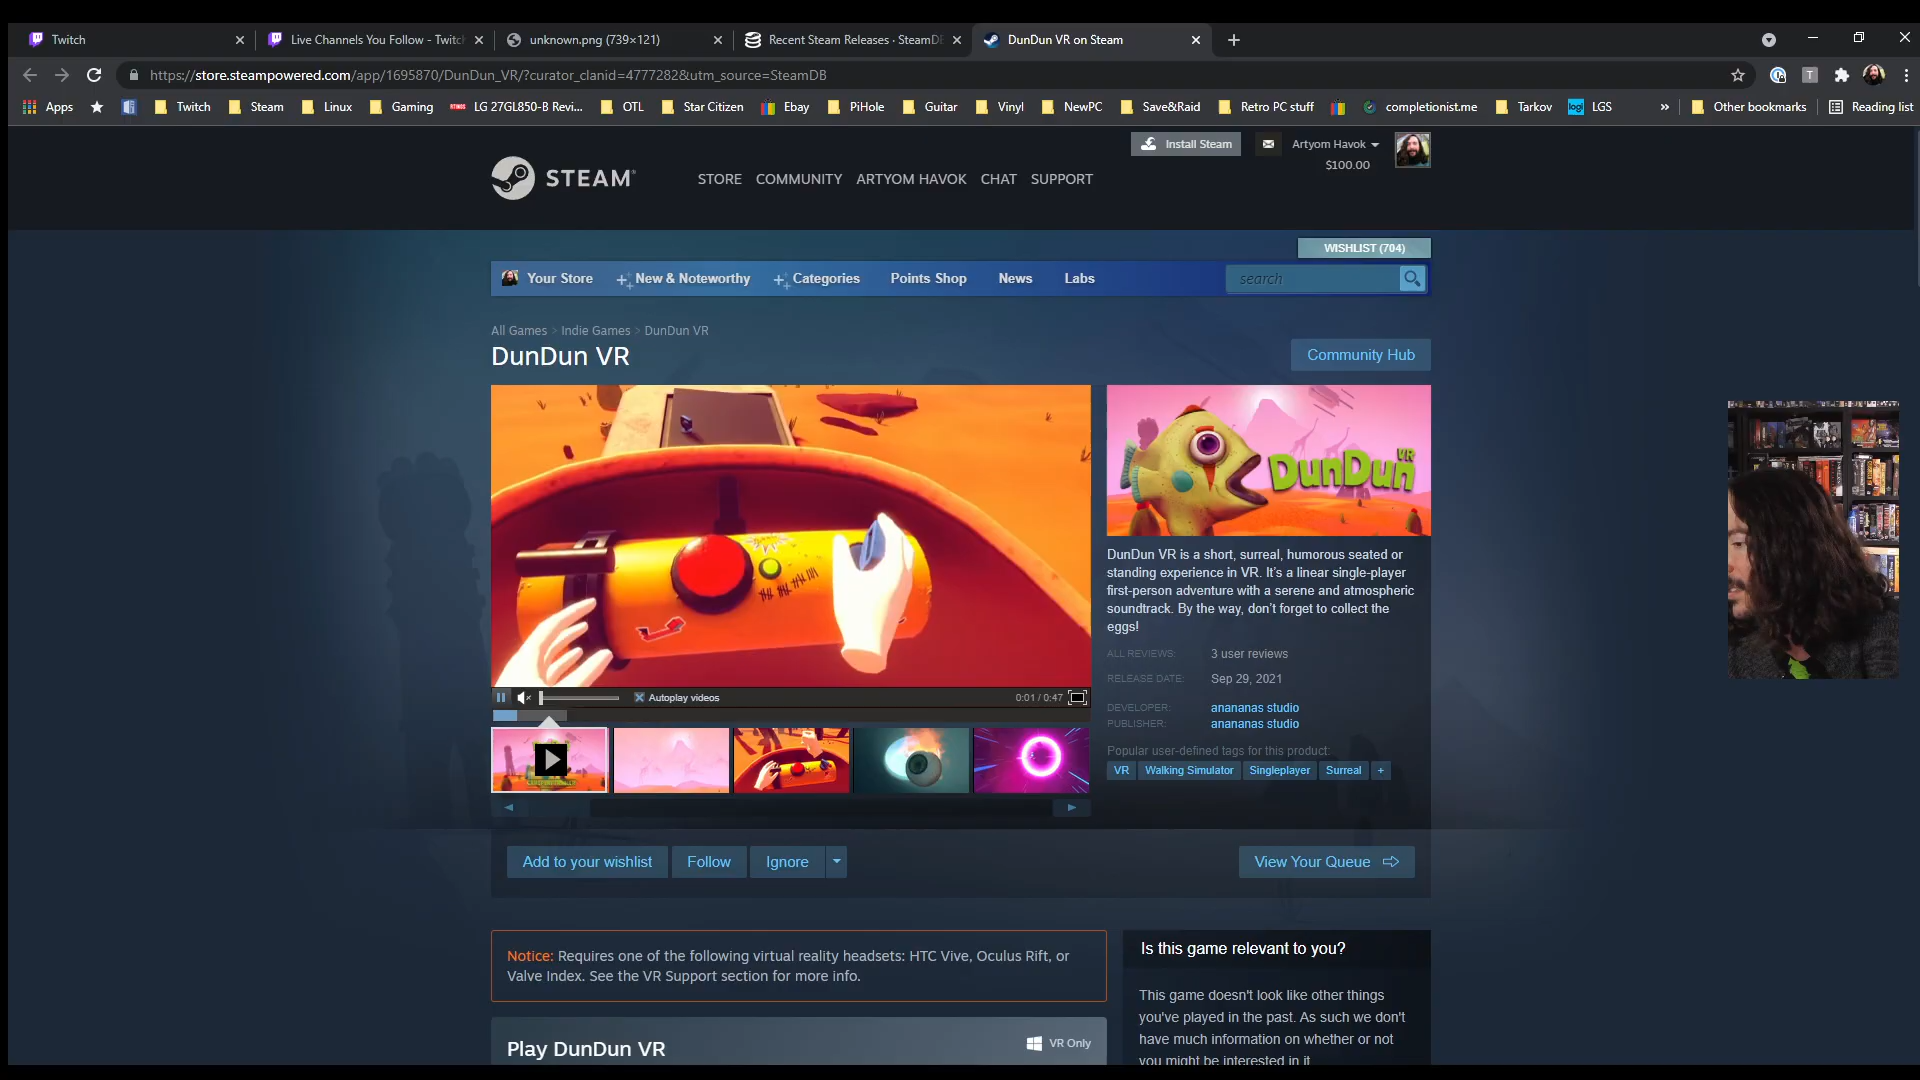 Twitch
Live Channels You Follow - Twitc
unknown.png (739×121)
Recent Steam Releases · SteamDB
DunDun VR on Steam
https://store.steampowered.com/app/1695870/DunDun_VR/?curator_clanid=4777282&utm_source=SteamDB
T
Apps
Twitch
Steam
Linux
Gaming
LG 27GL850-B Revi...
OTL
Star Citizen
Ebay
PiHole
Guitar
Vinyl
NewPC
Save&Raid
Retro PC stuff
completionist.me
Tarkov
logi
LGS
»
Other bookmarks
Reading list
Install Steam
Artyom Havok
$100.00
STEAM
STORE
COMMUNITY
ARTYOM HAVOK
CHAT
SUPPORT
WISHLIST (704)
Your Store
New & Noteworthy
Categories
Points Shop
News
Labs
search
All Games > Indie Games > DunDun VR
DunDun VR
Community Hub
DunDun VR
DunDun VR is a short, surreal, humorous seated or
standing experience in VR. It's a linear single-player
first-person adventure with a serene and atmospheric
soundtrack. By the way, don't forget to collect the
eggs!
ALL REVIEWS: 3 user reviews
RELEASE DATE: Sep 29, 2021
DEVELOPER: anananas studio
PUBLISHER: anananas studio
Popular user-defined tags for this product:
VR
Walking Simulator
Singleplayer
Surreal
+
Autoplay videos
0:01 / 0:47
Add to your wishlist
Follow
Ignore
View Your Queue
Notice: Requires one of the following virtual reality headsets: HTC Vive, Oculus Rift, or
Valve Index. See the VR Support section for more info.
Play DunDun VR
VR Only
Is this game relevant to you?
This game doesn't look like other things
you've played in the past. As such we don't
have much information on whether or not
you might be interested in it